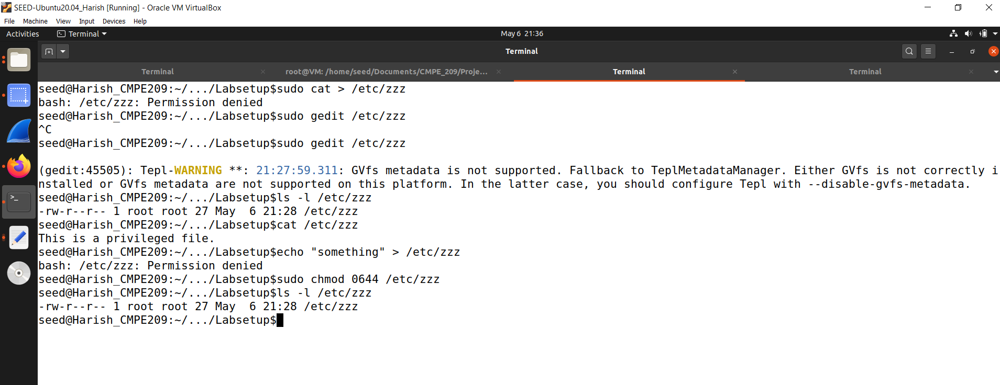 SEED-Ubuntu20.04_Harish [Running] - Oracle VM VirtualBox
File Machine View Input Devices Help
Activities Terminal May 6 21:36
Terminal
Terminal root@VM: /home/seed/Documents/CMPE_209/Proje... Terminal Terminal
seed@Harish_CMPE209:~/.../Labsetup$sudo cat > /etc/zzz
bash: /etc/zzz: Permission denied
seed@Harish_CMPE209:~/.../Labsetup$sudo gedit /etc/zzz
^C
seed@Harish_CMPE209:~/.../Labsetup$sudo gedit /etc/zzz
(gedit:45505): Tepl-WARNING **: 21:27:59.311: GVfs metadata is not supported. Fallback to TeplMetadataManager. Either GVfs is not correctly i
nstalled or GVfs metadata are not supported on this platform. In the latter case, you should configure Tepl with --disable-gvfs-metadata.
seed@Harish_CMPE209:~/.../Labsetup$ls -l /etc/zzz
-rw-r--r-- 1 root root 27 May  6 21:28 /etc/zzz
seed@Harish_CMPE209:~/.../Labsetup$cat /etc/zzz
This is a privileged file.
seed@Harish_CMPE209:~/.../Labsetup$echo "something" > /etc/zzz
bash: /etc/zzz: Permission denied
seed@Harish_CMPE209:~/.../Labsetup$sudo chmod 0644 /etc/zzz
seed@Harish_CMPE209:~/.../Labsetup$ls -l /etc/zzz
-rw-r--r-- 1 root root 27 May  6 21:28 /etc/zzz
seed@Harish_CMPE209:~/.../Labsetup$